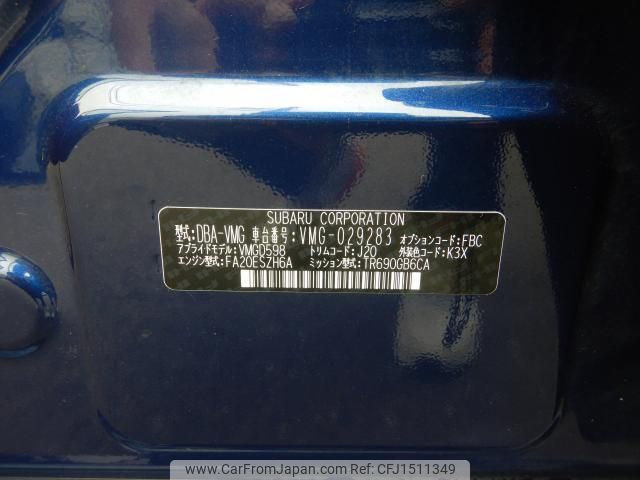 SUBARU CORPORATION
型式:DBA-VMG 車台番号:VMG-029283 オプションコード:FBC
アプライドモデル:VMGD598 トリムコード:J20 外装色コード:K3X
エンジン型式:FA20ESZH6A ミッション型式:TR690GB6CA
www.CarFromJapan.com - CFJ1511349